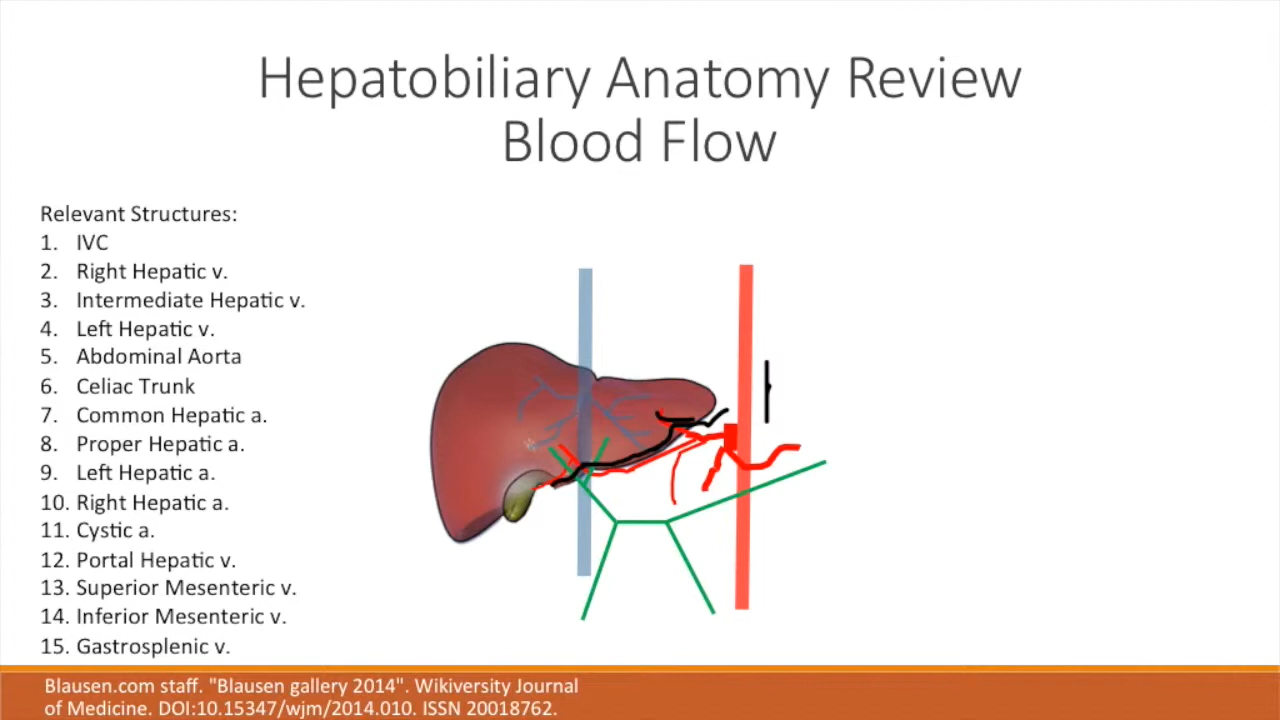 Hepatobiliary Anatomy Review
Blood Flow
Relevant Structures:
1. IVC
2. Right Hepatic v.
3. Intermediate Hepatic v.
4. Left Hepatic v.
5. Abdominal Aorta
6. Celiac Trunk
7. Common Hepatic a.
8. Proper Hepatic a.
9. Left Hepatic a.
10. Right Hepatic a.
11. Cystic a.
12. Portal Hepatic v.
13. Superior Mesenteric v.
14. Inferior Mesenteric v.
15. Gastrosplenic v.
Blausen.com staff. "Blausen gallery 2014". Wikiversity Journal
of Medicine. DOI:10.15347/wjm/2014.010. ISSN 20018762.